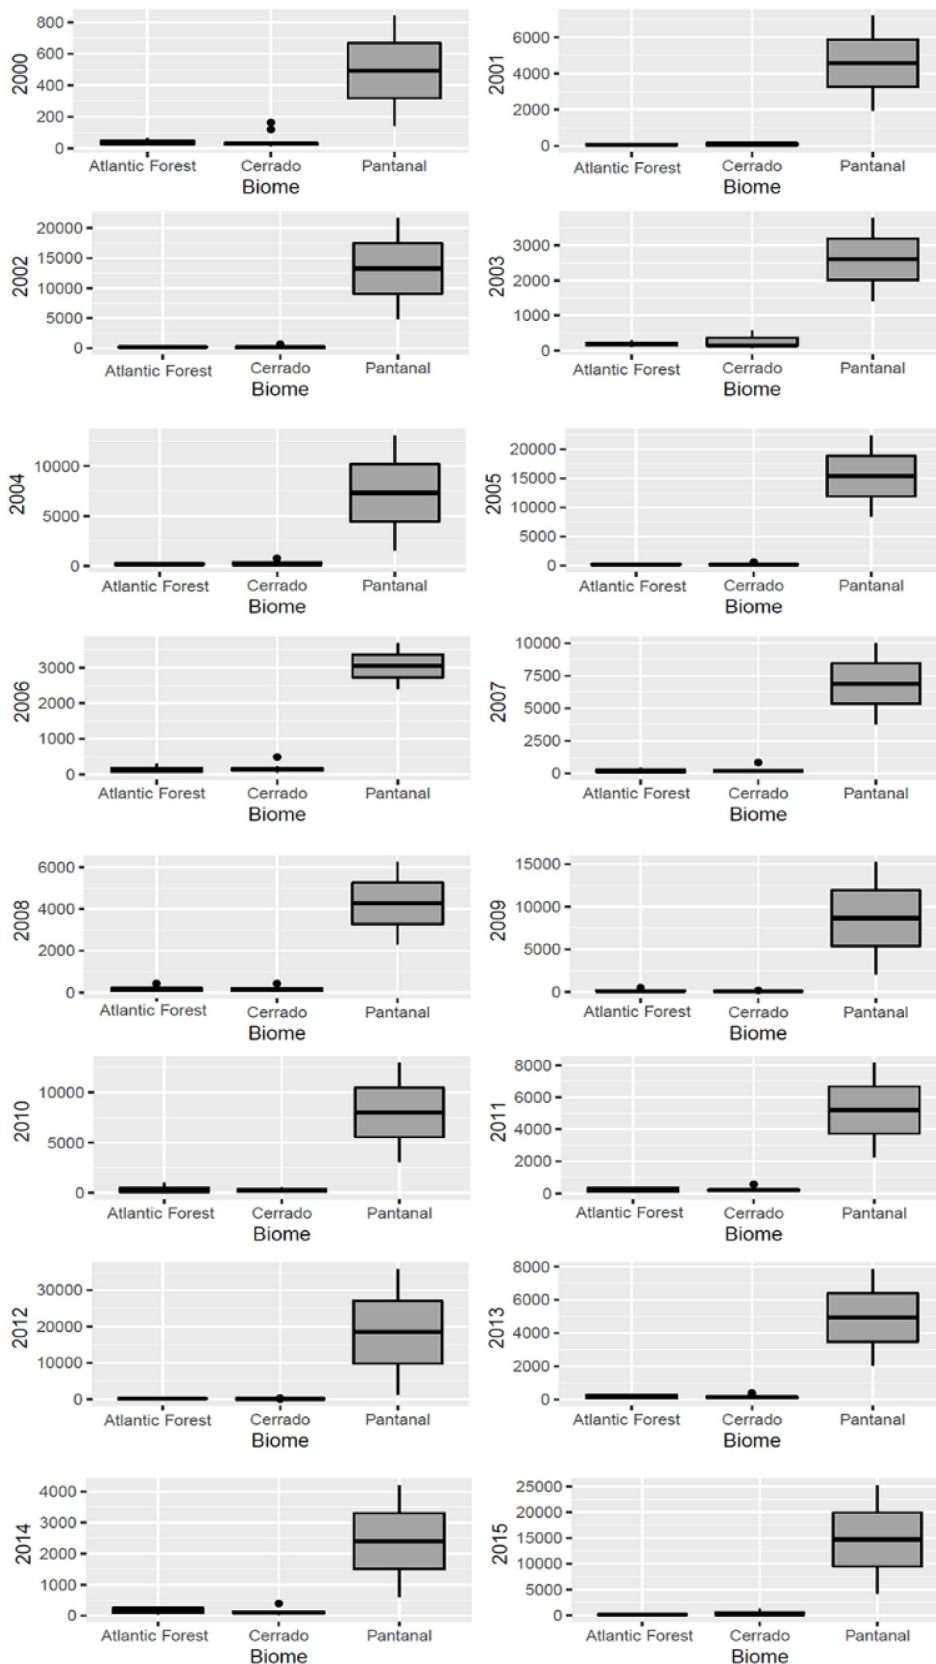 2000
800
600
400
200
0
Atlantic Forest Cerrado Pantanal
Biome
2001
6000
4000
2000
0
Atlantic Forest Cerrado Pantanal
Biome
2002
20000
15000
10000
5000
0
Atlantic Forest Cerrado Pantanal
Biome
2003
3000
2000
1000
0
Atlantic Forest Cerrado Pantanal
Biome
2004
10000
5000
0
Atlantic Forest Cerrado Pantanal
Biome
2005
20000
15000
10000
5000
0
Atlantic Forest Cerrado Pantanal
Biome
2006
3000
2000
1000
0
Atlantic Forest Cerrado Pantanal
Biome
2007
10000
7500
5000
2500
0
Atlantic Forest Cerrado Pantanal
Biome
2008
6000
4000
2000
0
Atlantic Forest Cerrado Pantanal
Biome
2009
15000
10000
5000
0
Atlantic Forest Cerrado Pantanal
Biome
2010
10000
5000
0
Atlantic Forest Cerrado Pantanal
Biome
2011
8000
6000
4000
2000
0
Atlantic Forest Cerrado Pantanal
Biome
2012
30000
20000
10000
0
Atlantic Forest Cerrado Pantanal
Biome
2013
8000
6000
4000
2000
0
Atlantic Forest Cerrado Pantanal
Biome
2014
4000
3000
2000
1000
0
Atlantic Forest Cerrado Pantanal
Biome
2015
25000
20000
15000
10000
5000
0
Atlantic Forest Cerrado Pantanal
Biome